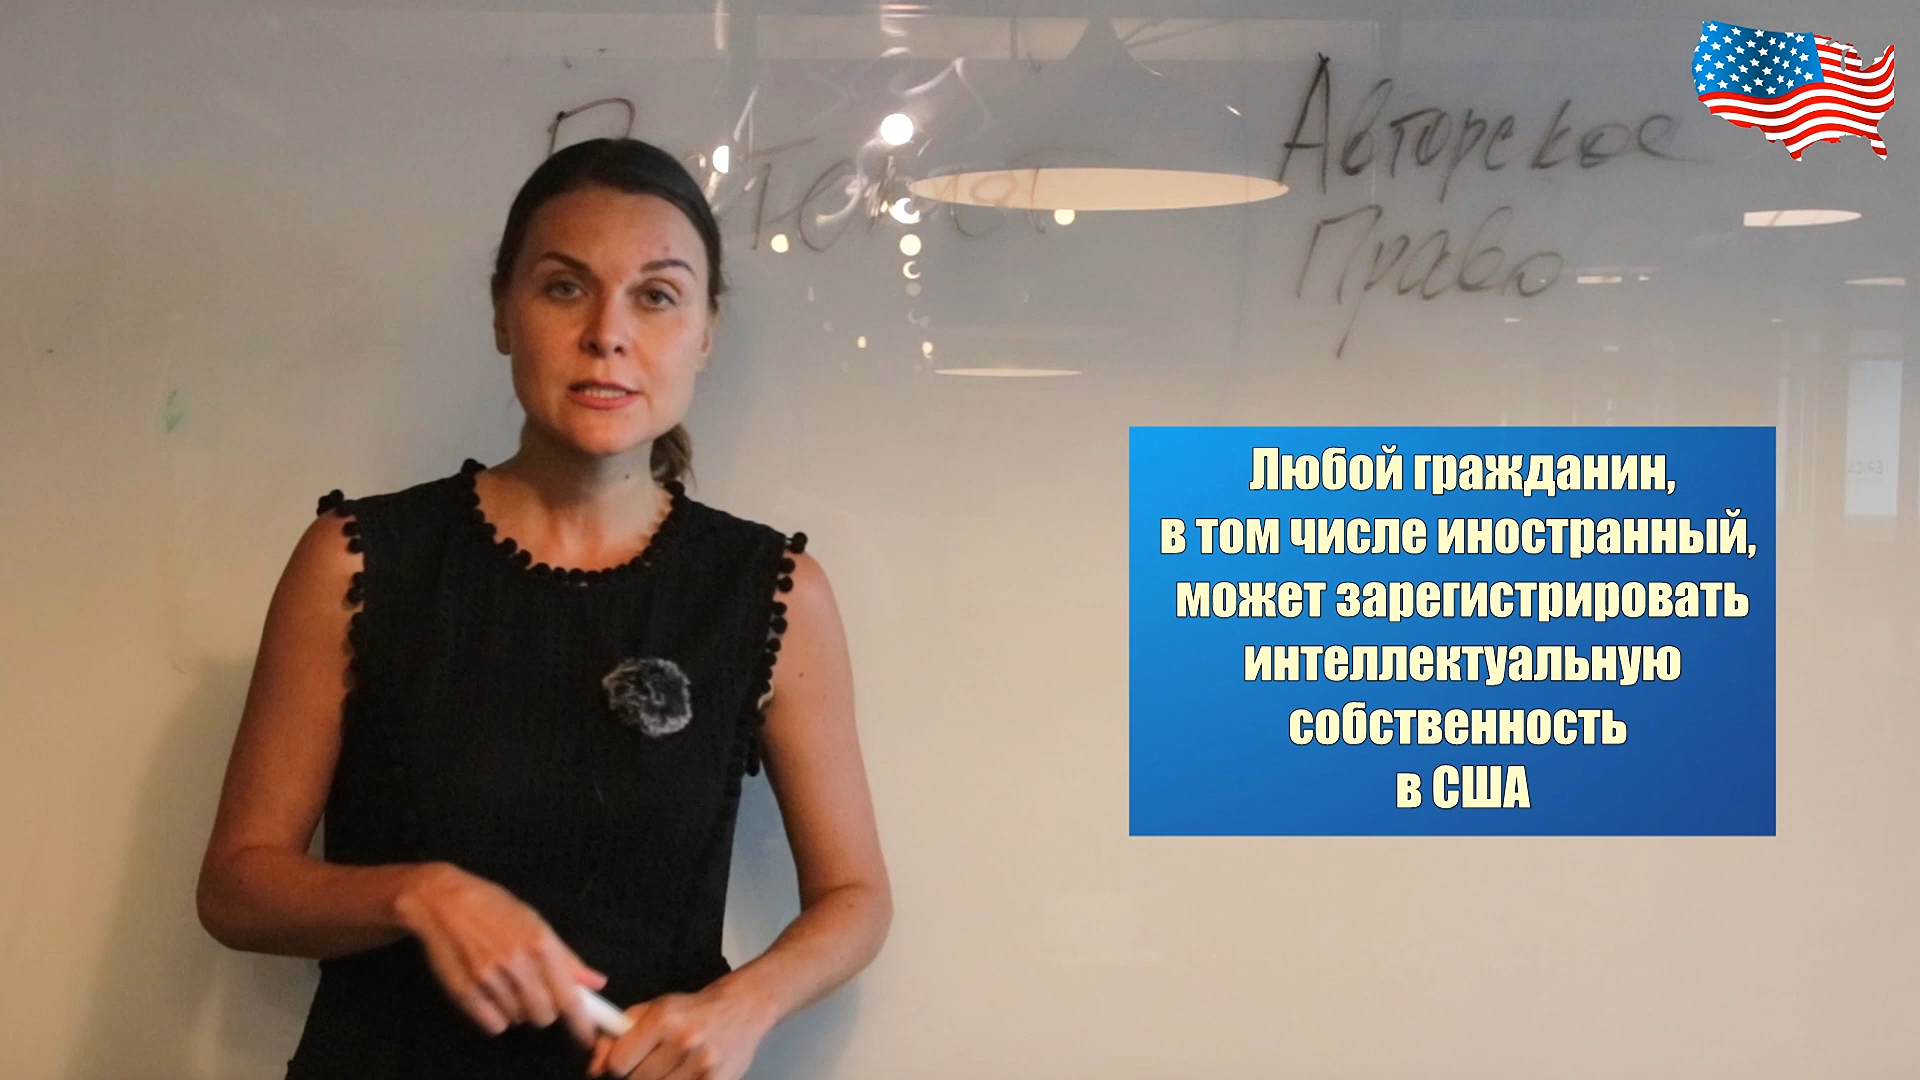 Авторское
Право
Любой гражданин,
в том числе иностранный,
может зарегистрировать
интеллектуальную
собственность
в США